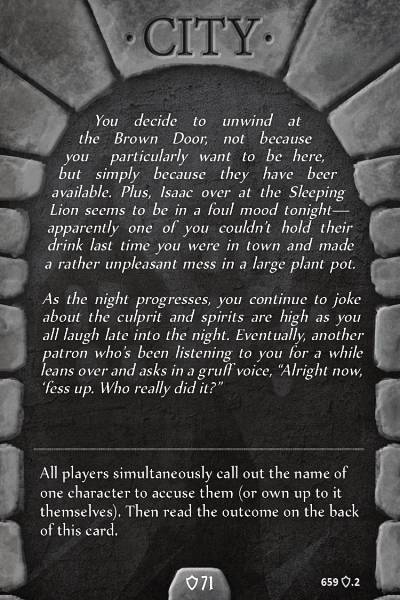 · CITY ·
You decide to unwind at
the Brown Door, not because
you particularly want to be here,
but simply because they have beer
available. Plus, Isaac over at the Sleeping
Lion seems to be in a foul mood tonight—
apparently one of you couldn't hold their
drink last time you were in town and made
a rather unpleasant mess in a large plant pot.
As the night progresses, you continue to joke
about the culprit and spirits are high as you
all laugh late into the night. Eventually, another
patron who's been listening to you for a while
leans over and asks in a gruff voice, “Alright now,
‘fess up. Who really did it?”
All players simultaneously call out the name of
one character to accuse them (or own up to it
themselves). Then read the outcome on the back
of this card.
71
659 .2